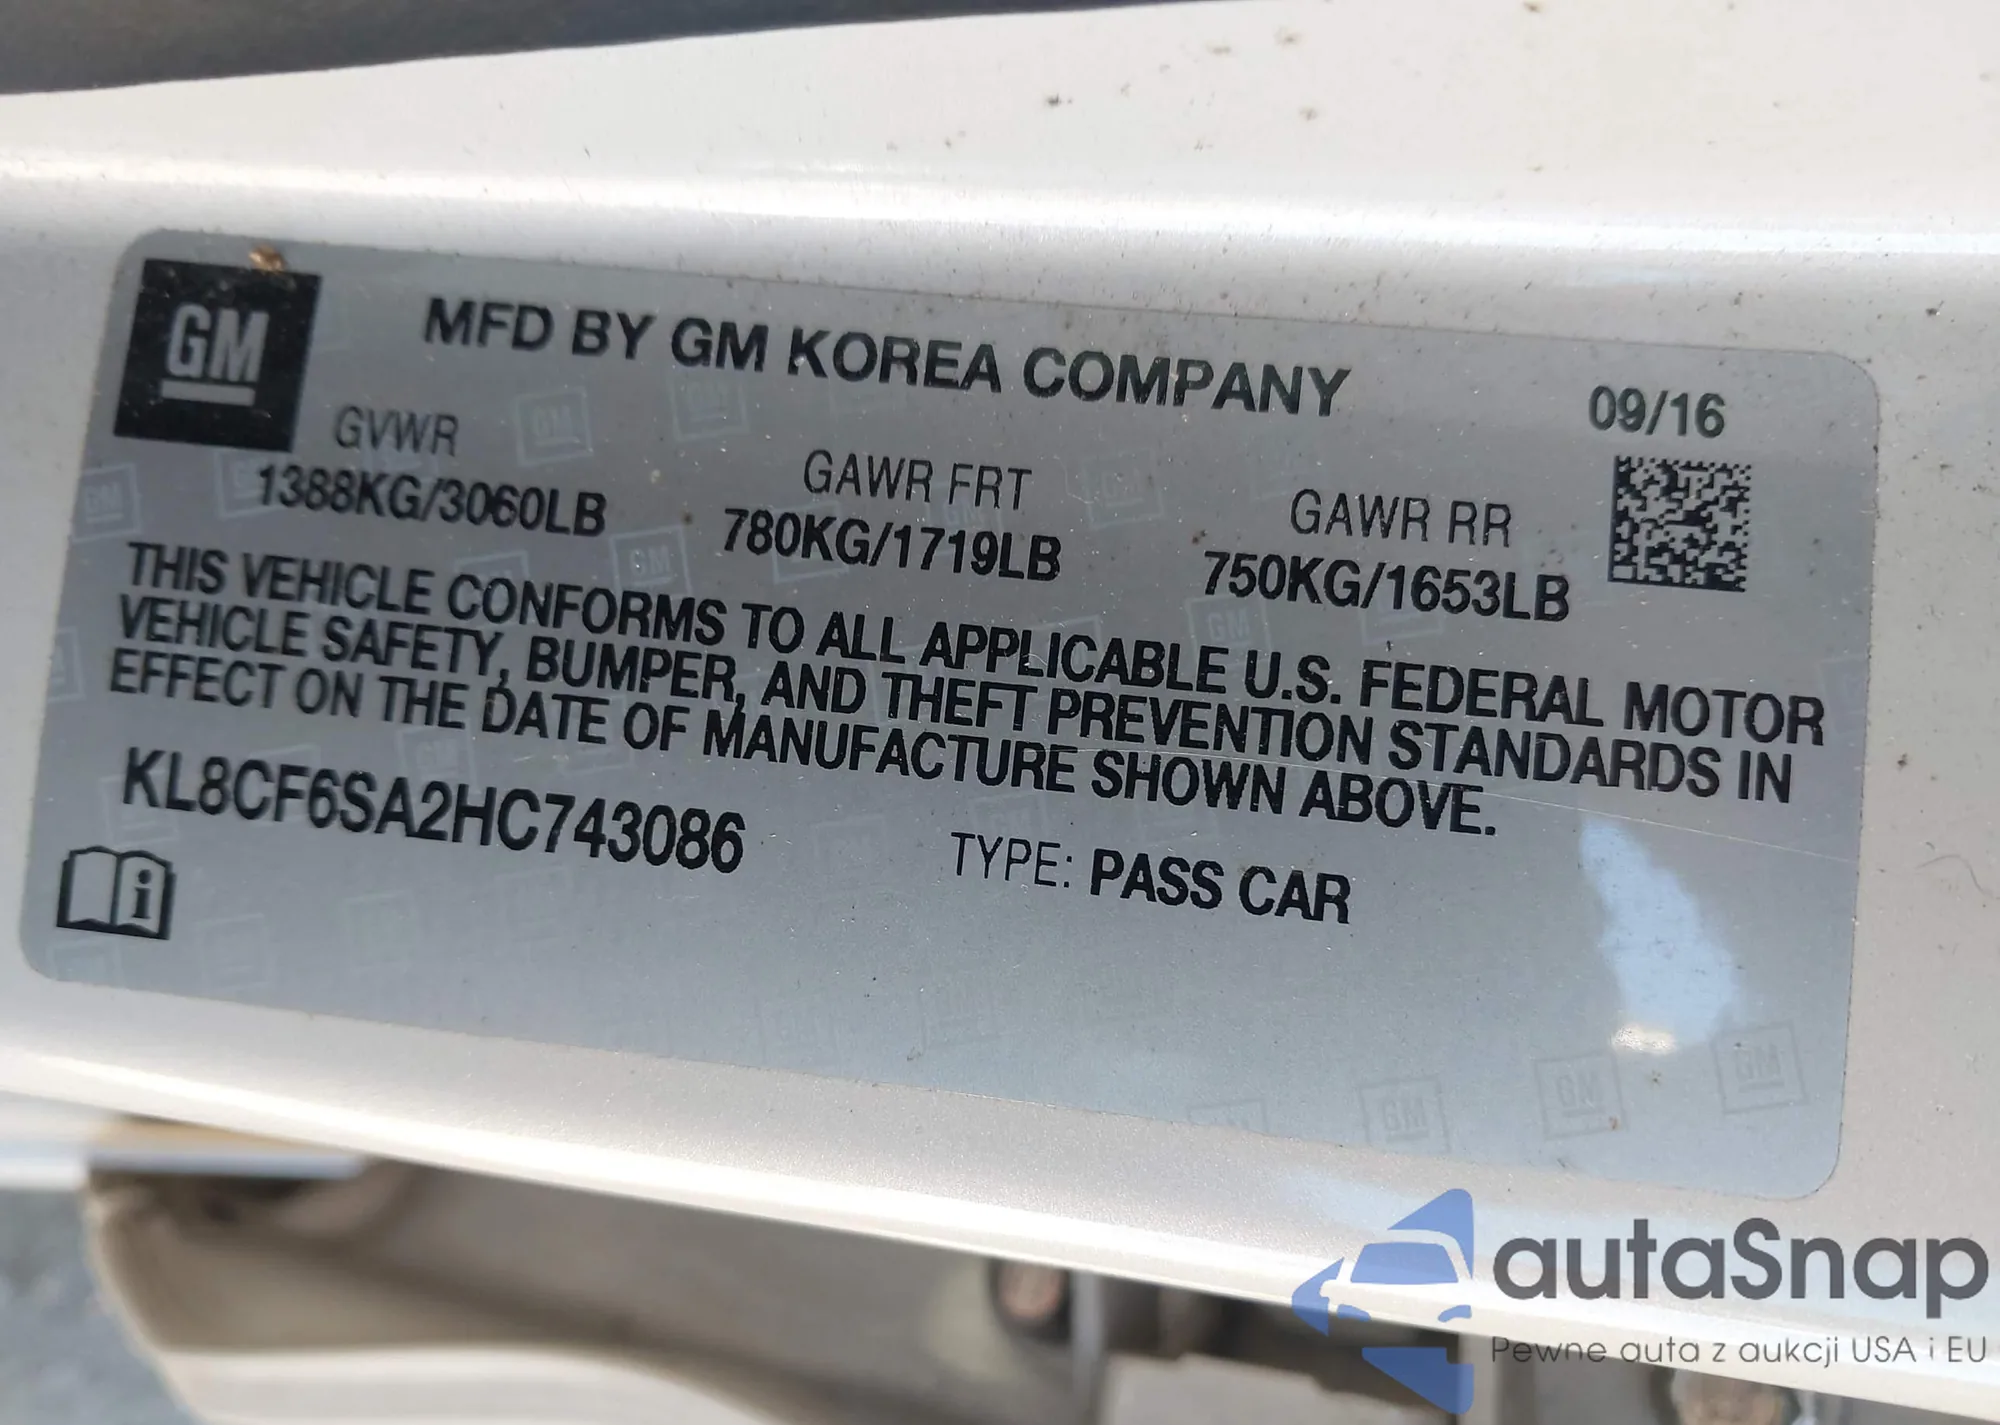 GM
MFD BY GM KOREA COMPANY
09/16
GVWR
1388KG/3060LB
GAWR FRT
780KG/1719LB
GAWR RR
750KG/1653LB
THIS VEHICLE CONFORMS TO ALL APPLICABLE U.S. FEDERAL MOTOR
VEHICLE SAFETY, BUMPER, AND THEFT PREVENTION STANDARDS IN
EFFECT ON THE DATE OF MANUFACTURE SHOWN ABOVE.
KL8CF6SA2HC743086
TYPE: PASS CAR
autaSnap
Pewne auta z aukcji USA i EU